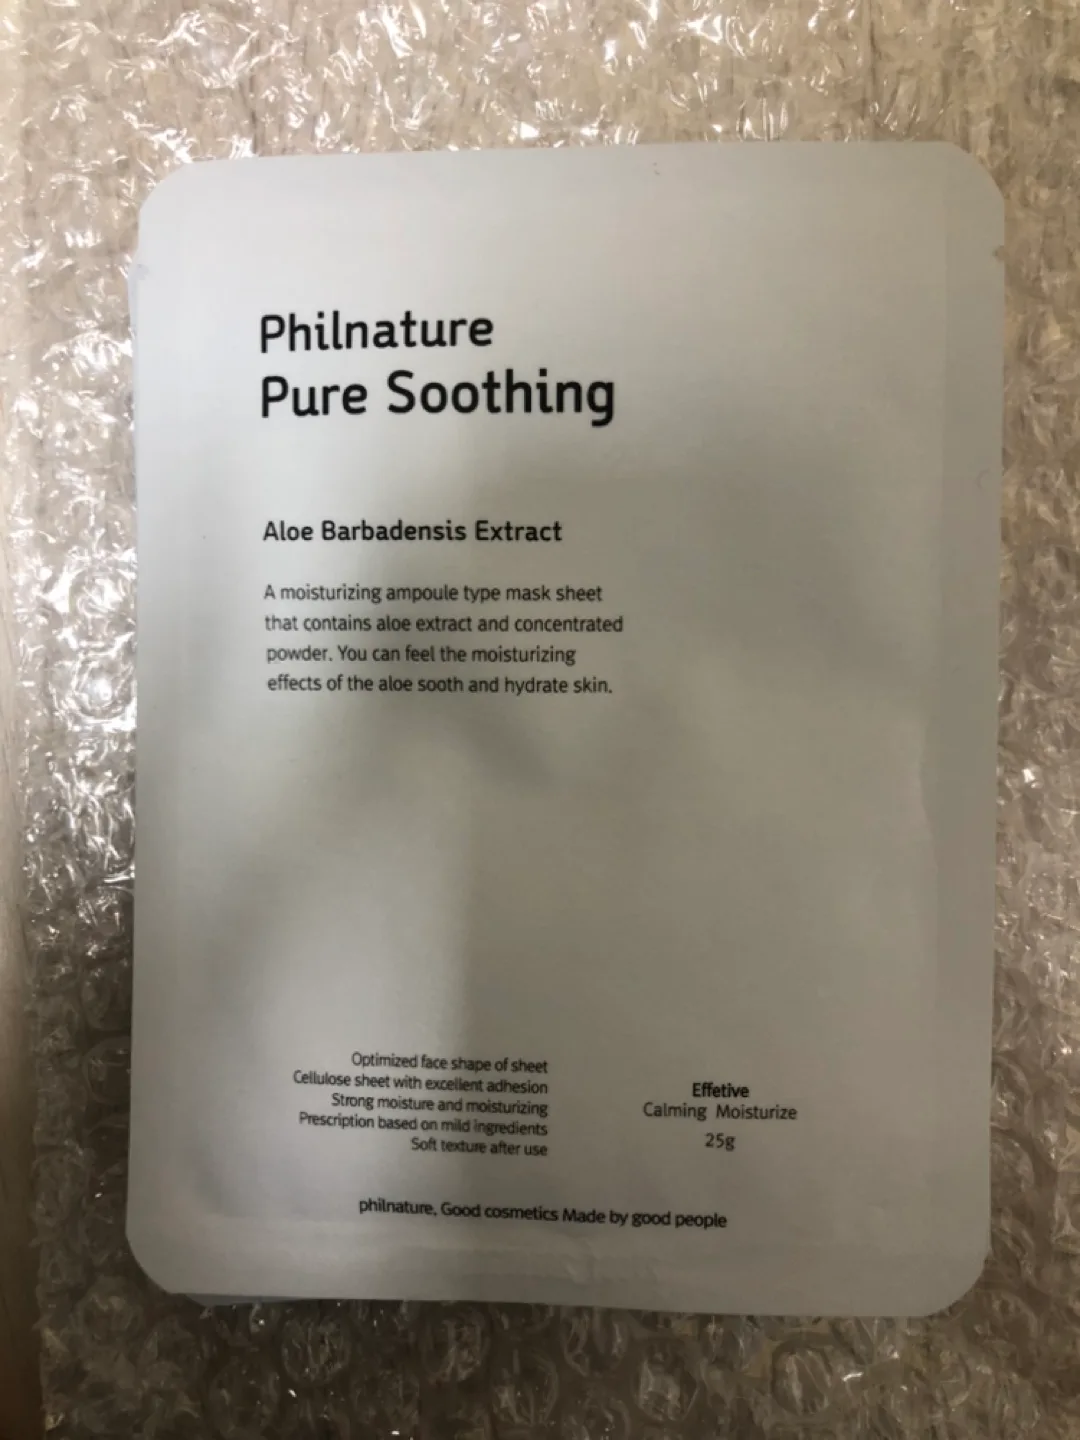 Philnature
Pure Soothing
Aloe Barbadensis Extract
A moisturizing ampoule type mask sheet
that contains aloe extract and concentrated
powder. You can feel the moisturizing
effects of the aloe sooth and hydrate skin.
Optimized face shape of sheet
Cellulose sheet with excellent adhesion
Strong moisture and moisturizing
Prescription based on mild ingredients
Soft texture after use
Effetive
Calming Moisturize
25g
philnature, Good cosmetics Made by good people